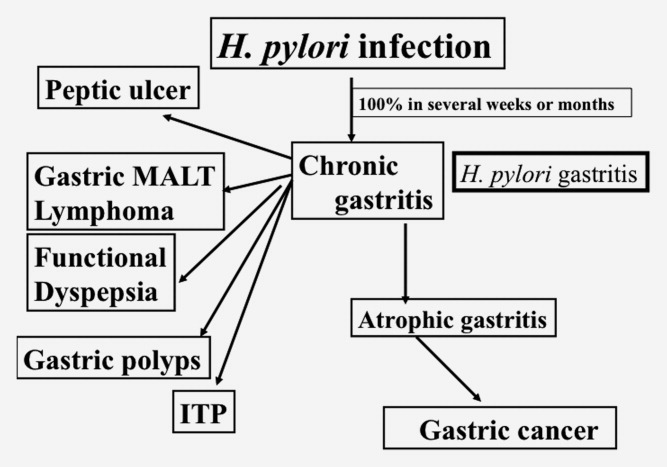 H. pylori infection
Peptic ulcer
100% in several weeks or months
Chronic
gastritis
H. pylori gastritis
Gastric MALT
Lymphoma
Functional
Dyspepsia
Atrophic gastritis
Gastric polyps
ITP
Gastric cancer